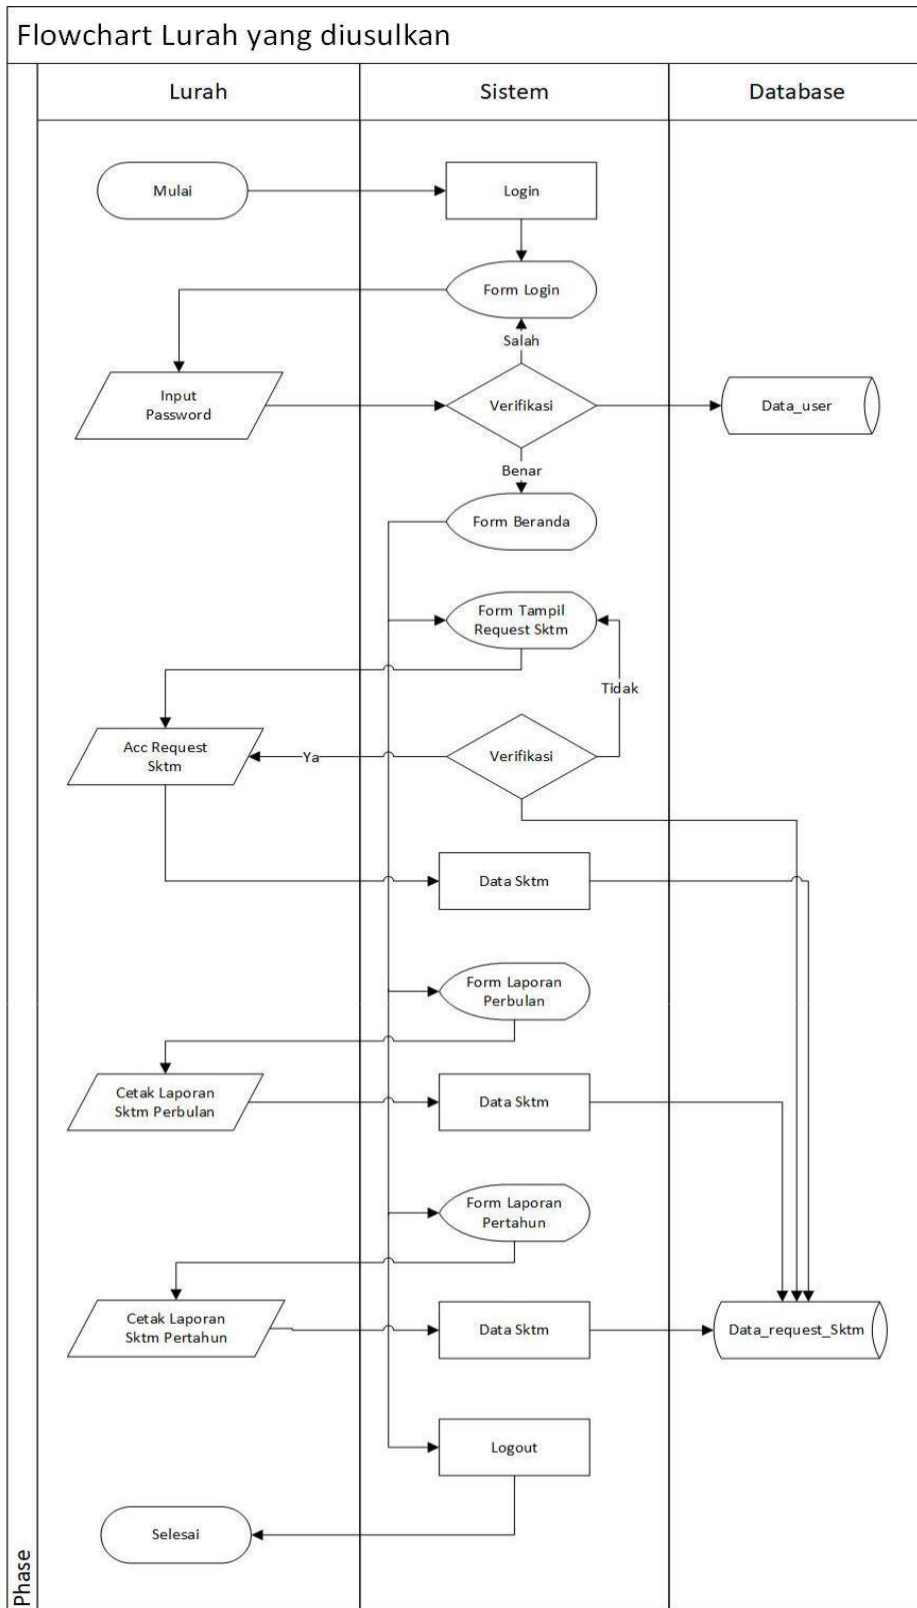 Flowchart Lurah yang diusulkan
Lurah
Sistem
Database
Mulai
Login
Form Login
Salah
Input
Password
Verifikasi
Data_user
Benar
Form Beranda
Form Tampil
Request Sktm
Tidak
Acc Request
Sktm
Ya
Verifikasi
Data Sktm
Form Laporan
Perbulan
Cetak Laporan
Sktm Perbulan
Data Sktm
Form Laporan
Pertahun
Cetak Laporan
Sktm Pertahun
Data Sktm
Data_request_Sktm
Logout
Selesai
Phase